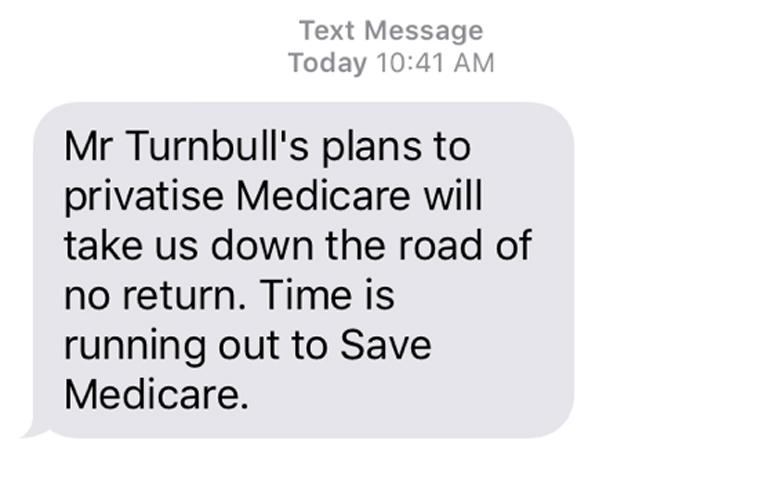 Text Message
Today 10:41 AM
Mr Turnbull's plans to
privatise Medicare will
take us down the road of
no return. Time is
running out to Save
Medicare.